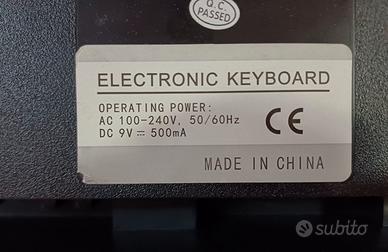 Q.C.
PASSED
ELECTRONIC KEYBOARD
OPERATING POWER:
AC 100-240V, 50/60Hz
DC 9V ⎓ 500mA
CE
MADE IN CHINA
subito